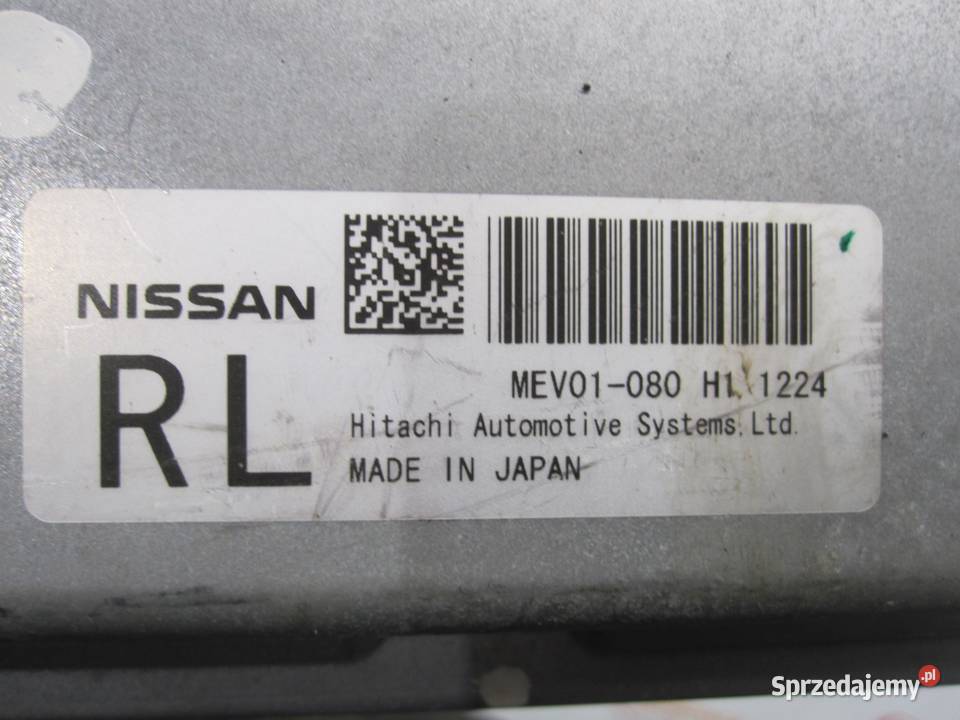 NISSAN
RL
MEV01-080 H1 1224
Hitachi Automotive Systems,Ltd.
MADE IN JAPAN
Sprzedajemy.pl